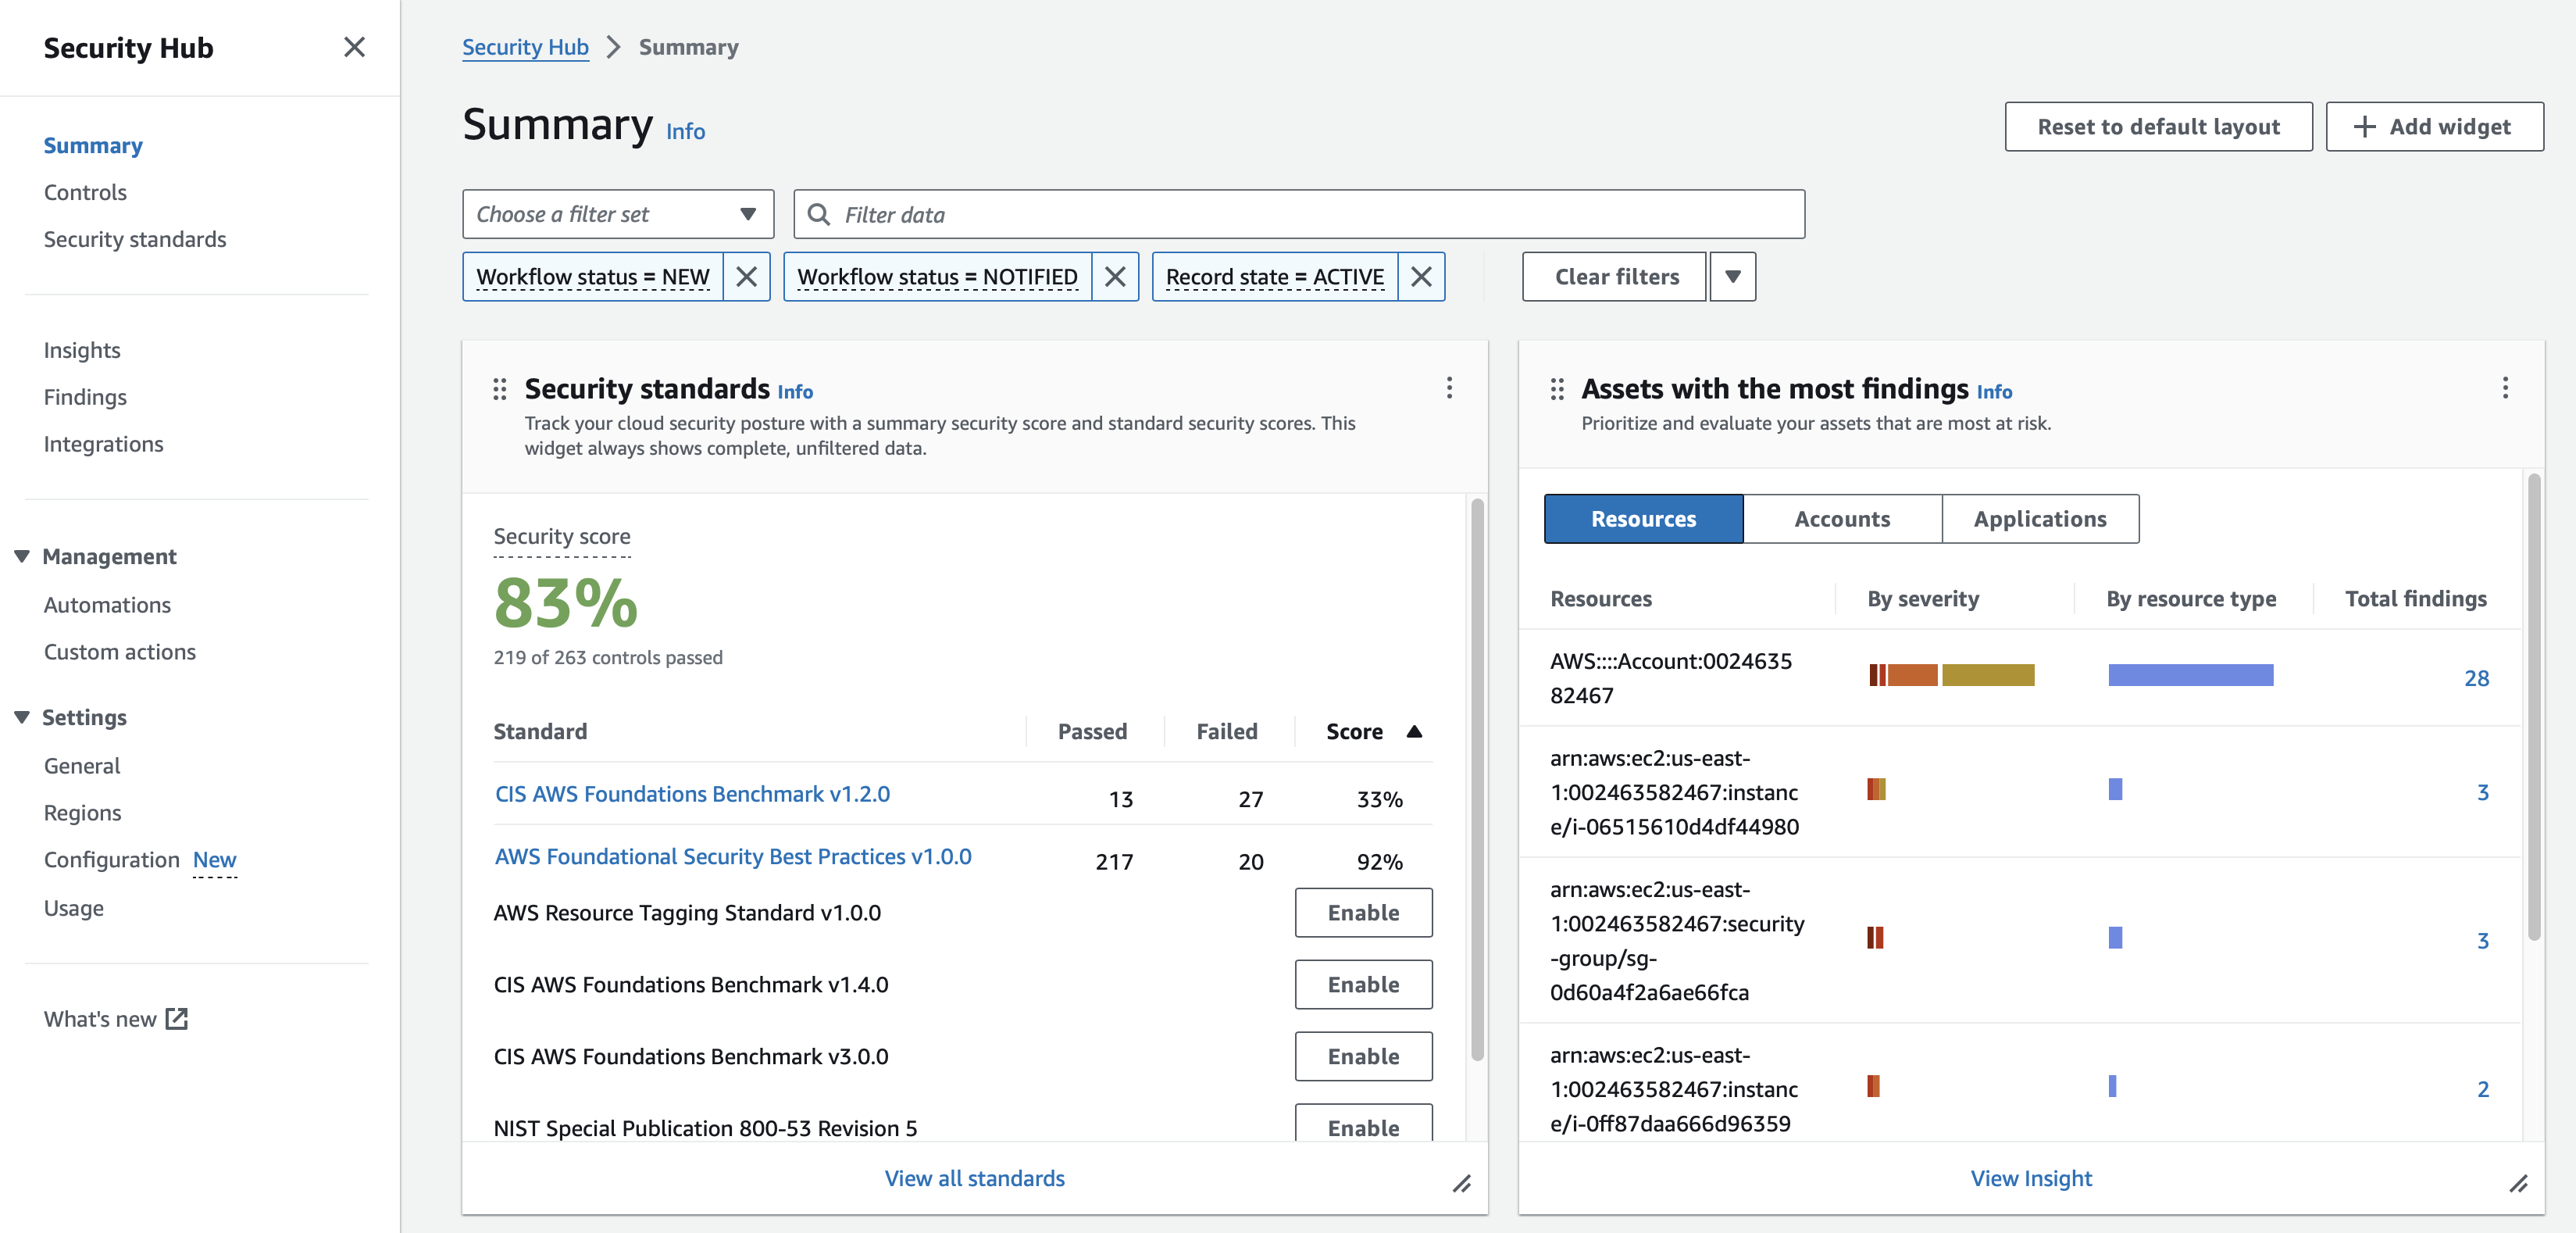 Security Hub
Summary
Controls
Security standards
Insights
Findings
Integrations
Management
Automations
Custom actions
Settings
General
Regions
Configuration New
Usage
What's new
Security Hub Summary
Summary Info
Reset to default layout
Add widget
Choose a filter set
Filter data
Workflow status = NEW
Workflow status = NOTIFIED
Record state = ACTIVE
Clear filters
Security standards Info
Track your cloud security posture with a summary security score and standard security scores. This
widget always shows complete, unfiltered data.
Security score
83%
219 of 263 controls passed
Standard Passed Failed Score
CIS AWS Foundations Benchmark v1.2.0 13 27 33%
AWS Foundational Security Best Practices v1.0.0 217 20 92%
AWS Resource Tagging Standard v1.0.0 Enable
CIS AWS Foundations Benchmark v1.4.0 Enable
CIS AWS Foundations Benchmark v3.0.0 Enable
NIST Special Publication 800-53 Revision 5 Enable
View all standards
Assets with the most findings Info
Prioritize and evaluate your assets that are most at risk.
Resources Accounts Applications
Resources By severity By resource type Total findings
AWS::::Account:0024635
82467
28
arn:aws:ec2:us-east-
1:002463582467:instanc
e/i-06515610d4df44980
3
arn:aws:ec2:us-east-
1:002463582467:security
-group/sg-
0d60a4f2a6ae66fca
3
arn:aws:ec2:us-east-
1:002463582467:instanc
e/i-0ff87daa666d96359
2
View Insight